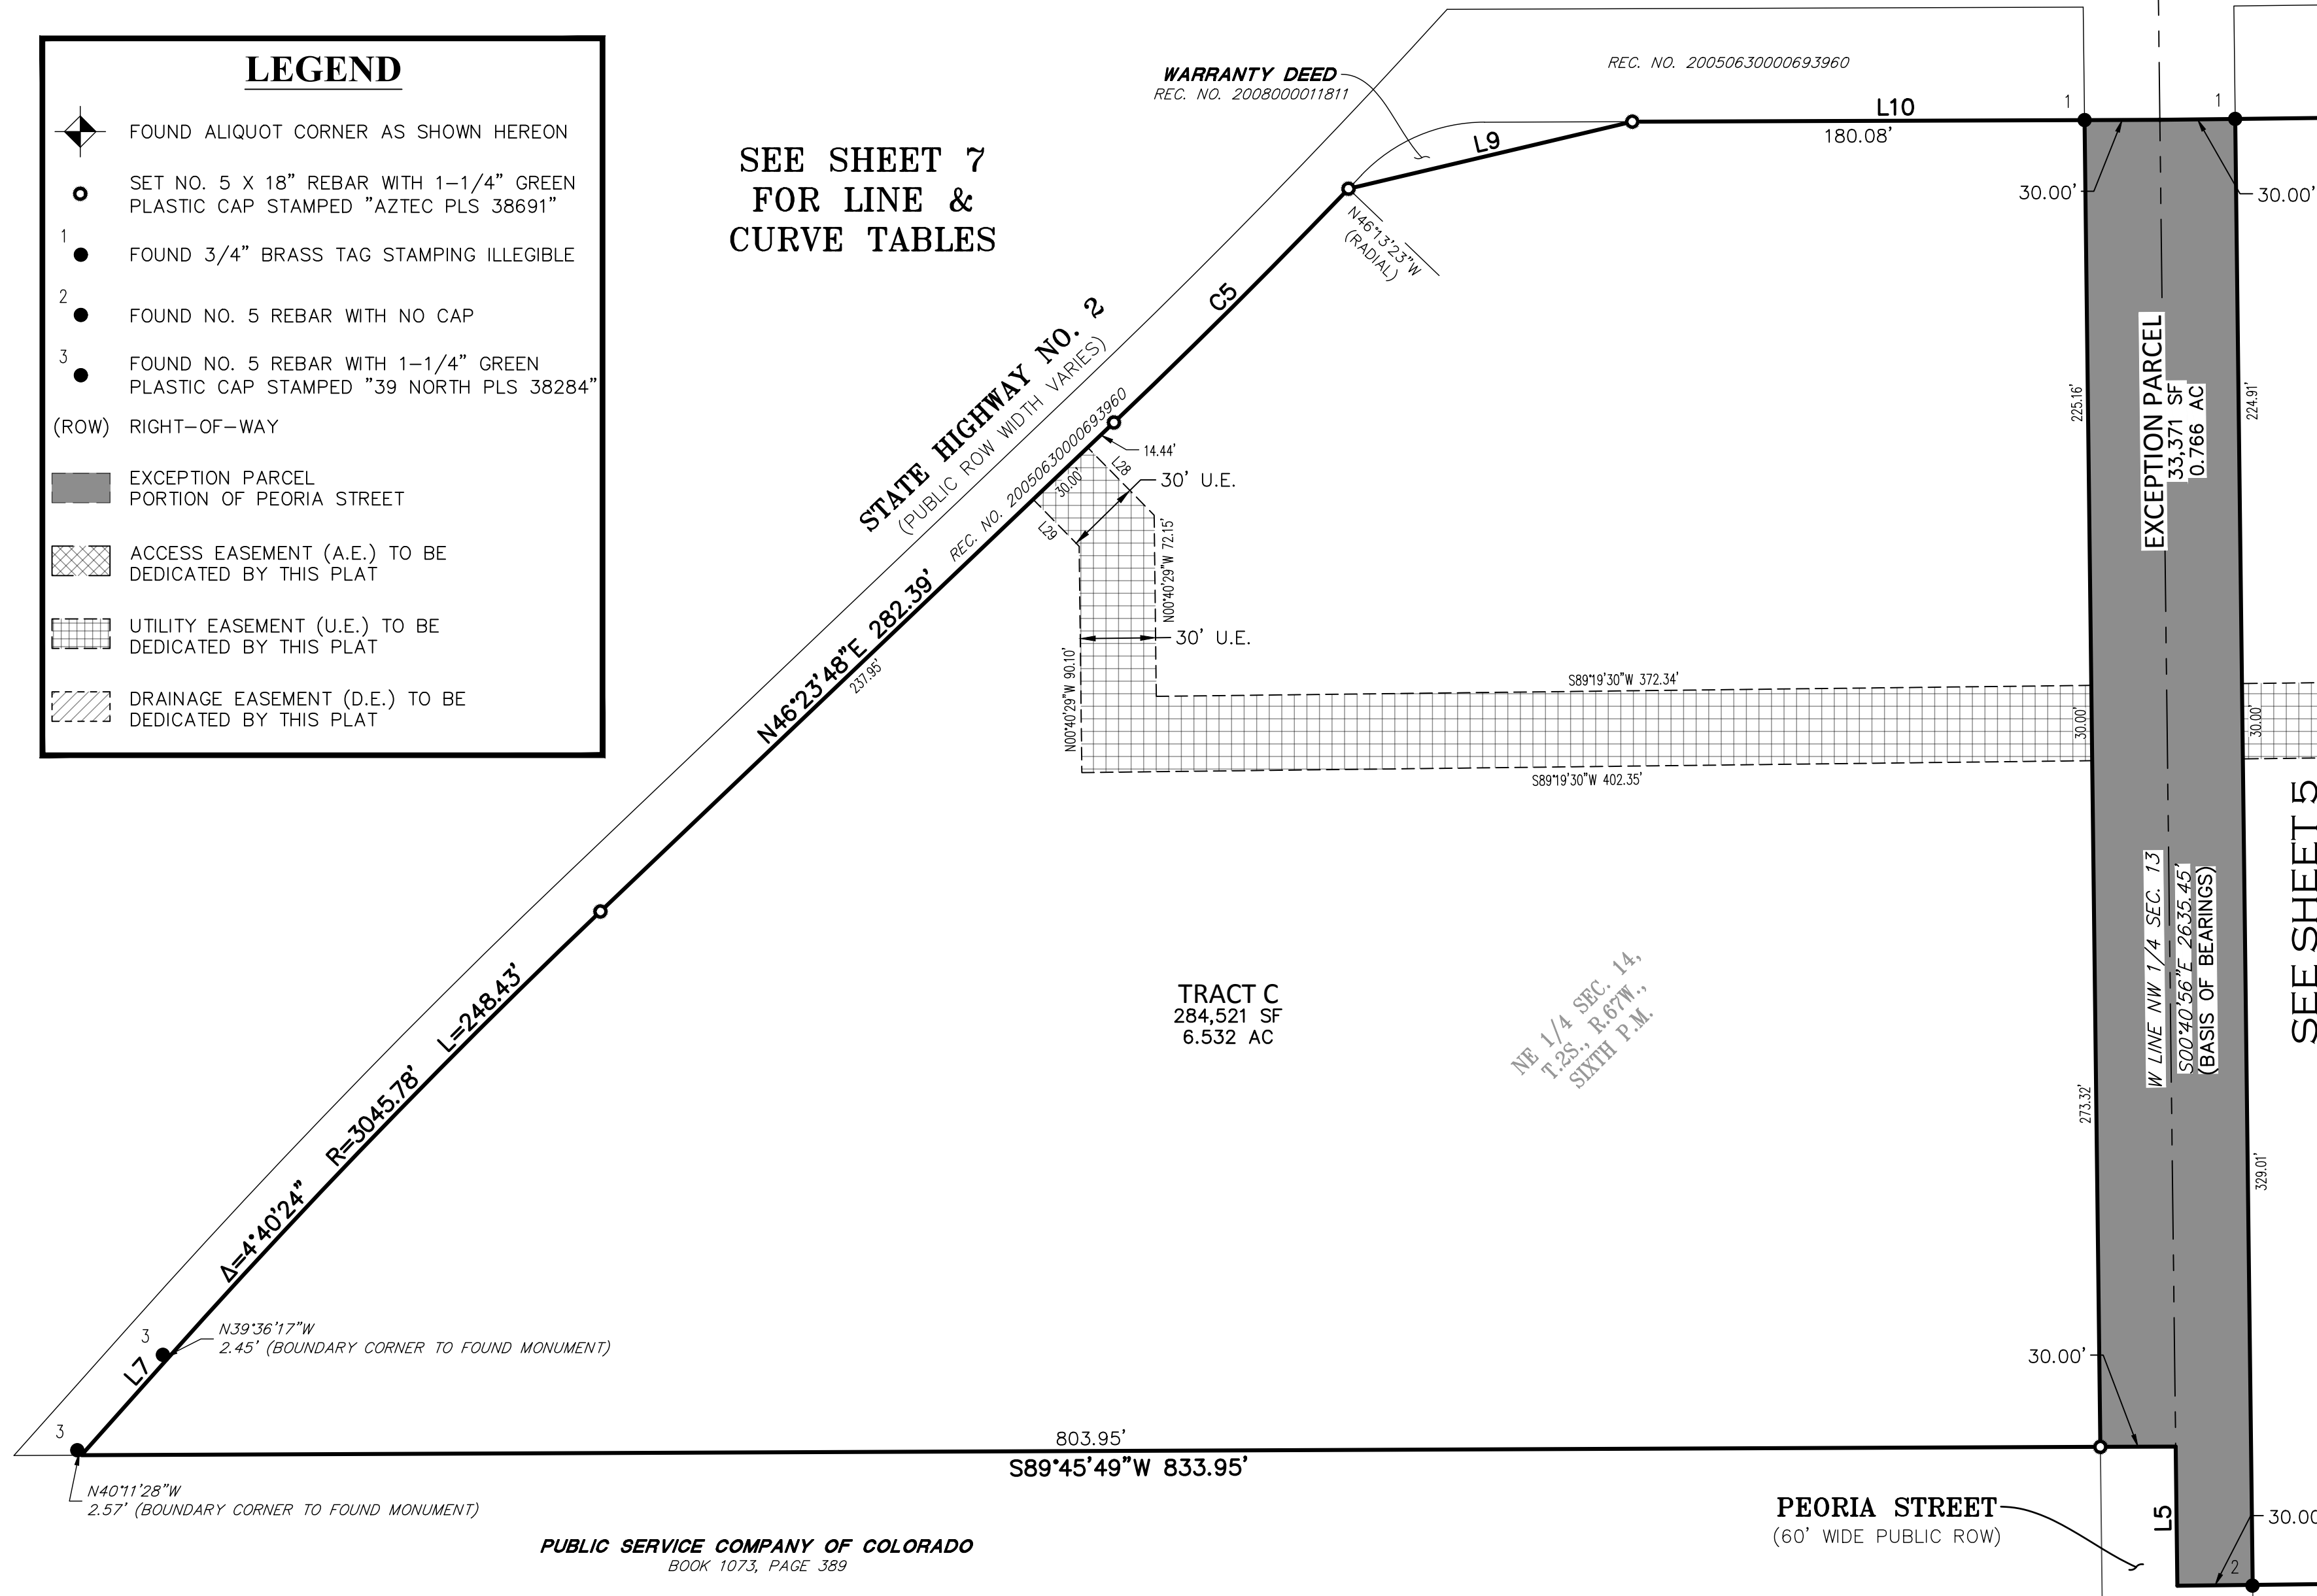 LEGEND
FOUND ALIQUOT CORNER AS SHOWN HEREON
SET NO. 5 X 18" REBAR WITH 1-1/4" GREEN
PLASTIC CAP STAMPED "AZTEC PLS 38691"
1
FOUND 3/4" BRASS TAG STAMPING ILLEGIBLE
2
FOUND NO. 5 REBAR WITH NO CAP
3
FOUND NO. 5 REBAR WITH 1-1/4" GREEN
PLASTIC CAP STAMPED "39 NORTH PLS 38284"
(ROW) RIGHT-OF-WAY
EXCEPTION PARCEL
PORTION OF PEORIA STREET
ACCESS EASEMENT (A.E.) TO BE
DEDICATED BY THIS PLAT
UTILITY EASEMENT (U.E.) TO BE
DEDICATED BY THIS PLAT
DRAINAGE EASEMENT (D.E.) TO BE
DEDICATED BY THIS PLAT
SEE SHEET 7
FOR LINE &
CURVE TABLES
WARRANTY DEED
REC. NO. 2008000011811
REC. NO. 20050630000693960
L9
L10
180.08'
1
1
30.00'
30.00'
N46°13'23"W
(RADIAL)
C5
STATE HIGHWAY NO. 2
(PUBLIC ROW WIDTH VARIES)
REC. NO. 20050630000693960
14.44'
L28
30.00'
L29
30' U.E.
N00°40'29"W 72.15'
30' U.E.
N00°40'29"W 90.10'
S89°19'30"W 372.34'
S89°19'30"W 402.35'
30.00'
30.00'
N46°23'48"E 282.39'
237.95'
225.16'
EXCEPTION PARCEL
33,371 SF
0.766 AC
224.91'
W LINE NW 1/4 SEC. 13
S00°40'56"E 2635.45'
(BASIS OF BEARINGS)
SEE SHEET 5
TRACT C
284,521 SF
6.532 AC
NE 1/4 SEC. 14,
T.2S., R.67W.,
SIXTH P.M.
273.32'
329.01'
Δ=4°40'24" R=3045.78' L=248.43'
3
N39°36'17"W
2.45' (BOUNDARY CORNER TO FOUND MONUMENT)
L7
3
N40°11'28"W
2.57' (BOUNDARY CORNER TO FOUND MONUMENT)
803.95'
S89°45'49"W 833.95'
30.00'
PEORIA STREET
(60' WIDE PUBLIC ROW)
L5
30.00
2
PUBLIC SERVICE COMPANY OF COLORADO
BOOK 1073, PAGE 389